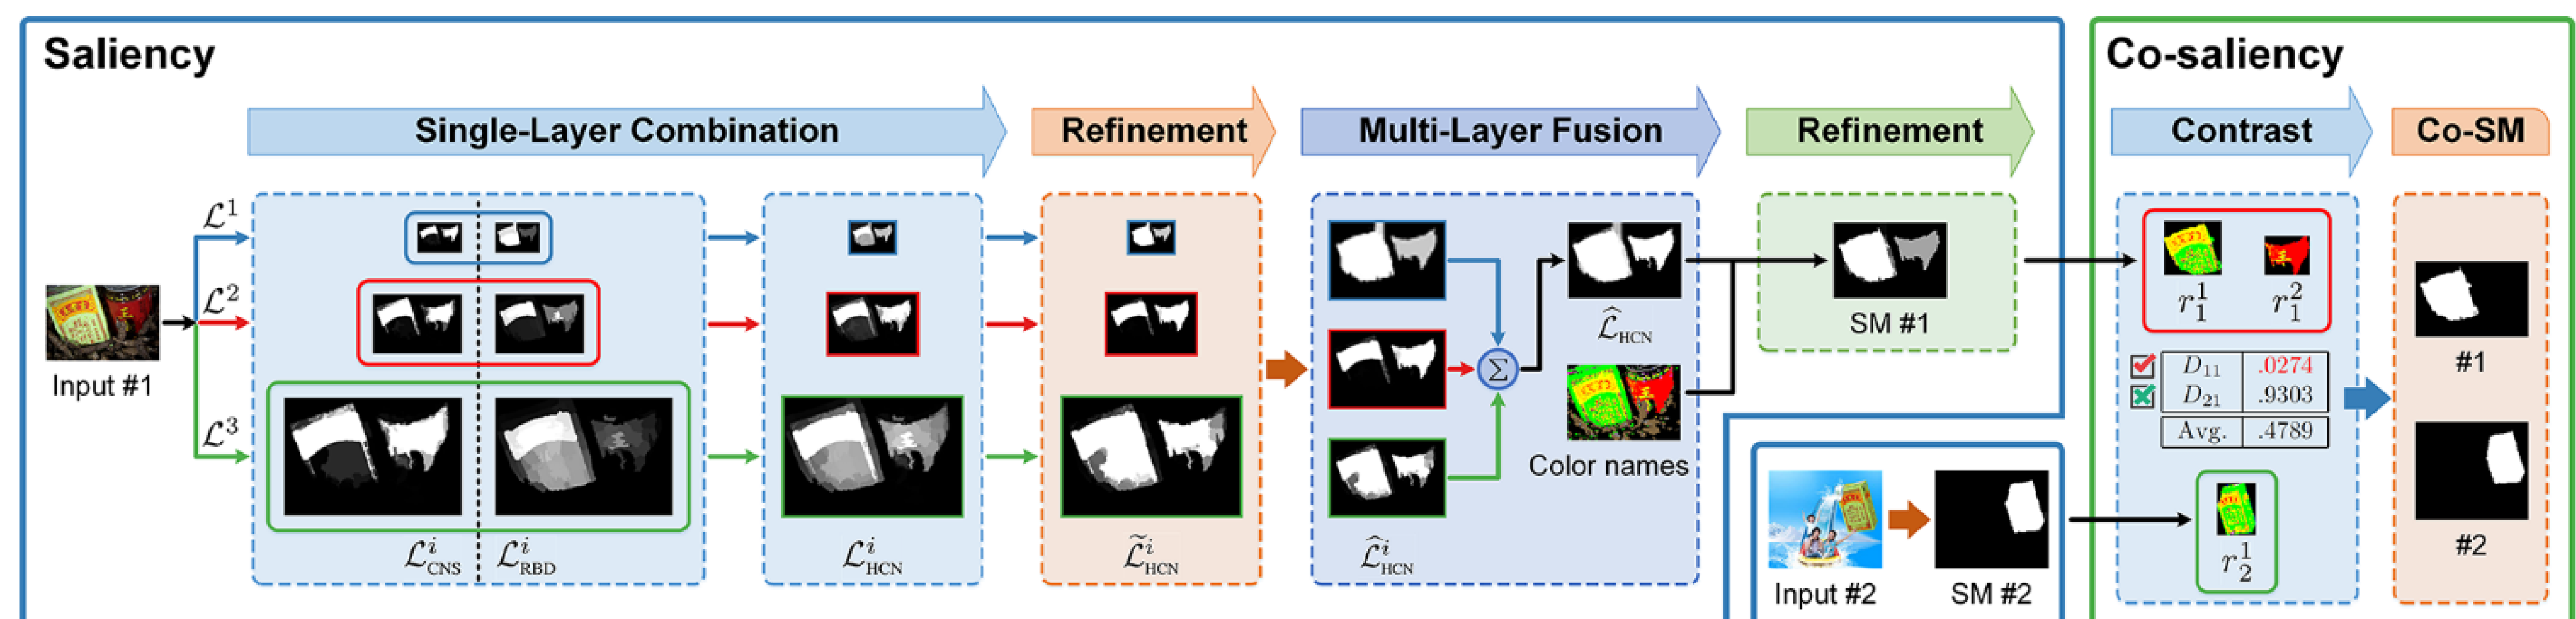 Saliency
Co-saliency
Single-Layer Combination
Refinement
Multi-Layer Fusion
Refinement
Contrast
Co-SM
Input #1
ℒ¹
ℒ²
ℒ³
ℒⁱ_CNS
ℒⁱ_RBD
ℒⁱ_HCN
ℒ̃ⁱ_HCN
ℒ̂ⁱ_HCN
Σ
ℒ̂_HCN
Color names
SM #1
Input #2
SM #2
r₁¹
r₁²
D₁₁ .0274
D₂₁ .9303
Avg. .4789
r₂¹
#1
#2